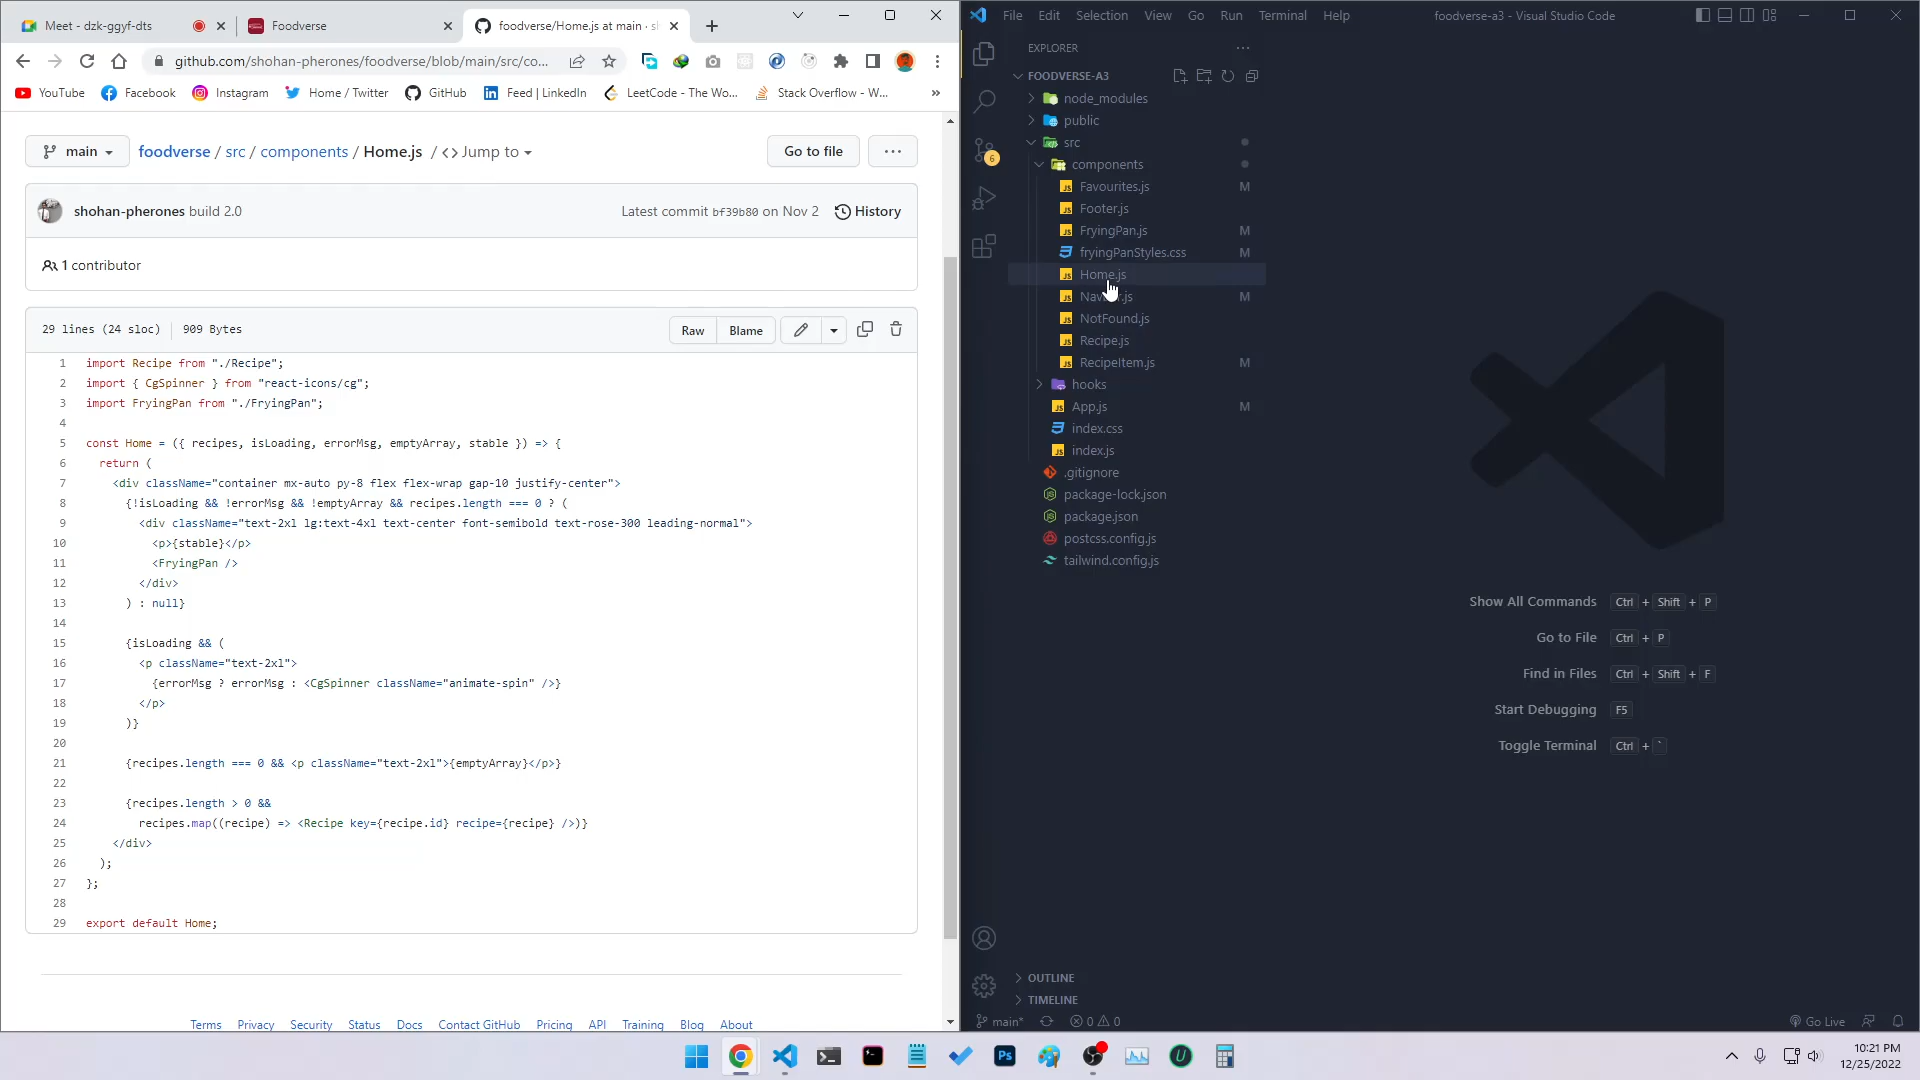 Meet - dzk-ggyf-dts
Foodverse
foodverse/Home.js at main · s
github.com/shohan-pherones/foodverse/blob/main/src/co...
YouTube
Facebook
Instagram
Home / Twitter
GitHub
Feed | LinkedIn
LeetCode - The Wo...
Stack Overflow - W...
»
main
foodverse / src / components / Home.js / <> Jump to
Go to file
...
shohan-pherones build 2.0
Latest commit bf39b80 on Nov 2
History
1 contributor
29 lines (24 sloc)
909 Bytes
Raw
Blame
1 import Recipe from "./Recipe";
2 import { CgSpinner } from "react-icons/cg";
3 import FryingPan from "./FryingPan";
4
5 const Home = ({ recipes, isLoading, errorMsg, emptyArray, stable }) => {
6 return (
7 <div className="container mx-auto py-8 flex flex-wrap gap-10 justify-center">
8 {!isLoading && !errorMsg && !emptyArray && recipes.length === 0 ? (
9 <div className="text-2xl lg:text-4xl text-center font-semibold text-rose-300 leading-normal">
10 <p>{stable}</p>
11 <FryingPan />
12 </div>
13 ) : null}
14
15 {isLoading && (
16 <p className="text-2xl">
17 {errorMsg ? errorMsg : <CgSpinner className="animate-spin" />}
18 </p>
19 )}
20
21 {recipes.length === 0 && <p className="text-2xl">{emptyArray}</p>}
22
23 {recipes.length > 0 &&
24 recipes.map((recipe) => <Recipe key={recipe.id} recipe={recipe} />)}
25 </div>
26 );
27 };
28
29 export default Home;
Terms
Privacy
Security
Status
Docs
Contact GitHub
Pricing
API
Training
Blog
About
File
Edit
Selection
View
Go
Run
Terminal
Help
foodverse-a3 - Visual Studio Code
EXPLORER
...
FOODVERSE-A3
node_modules
public
src
components
Favourites.js M
Footer.js
FryingPan.js M
fryingPanStyles.css M
Home.js
M
NotFound.js
Recipe.js
RecipeItem.js M
hooks
App.js M
index.css
index.js
.gitignore
package-lock.json
package.json
postcss.config.js
tailwind.config.js
6
Show All Commands Ctrl + Shift + P
Go to File Ctrl + P
Find in Files Ctrl + Shift + F
Start Debugging F5
Toggle Terminal Ctrl + `
OUTLINE
TIMELINE
main*
0
0
Go Live
Ps
U
10:21 PM
12/25/2022